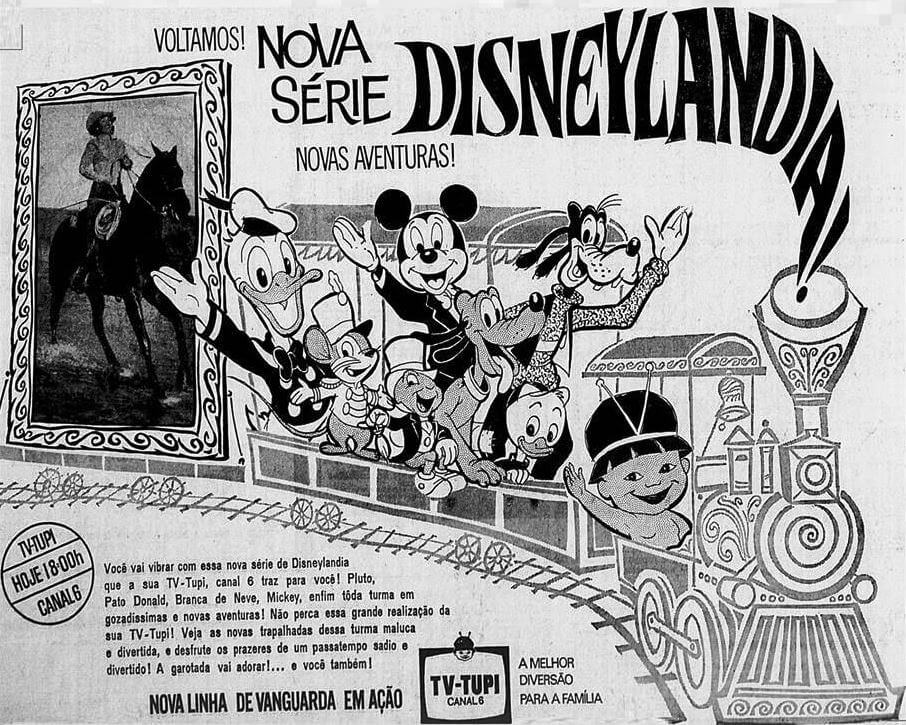 VOLTAMOS! NOVA
SÉRIE DISNEYLANDIA
NOVAS AVENTURAS!
TV-TUPI
HOJE 18-00h
CANAL 6
Você vai vibrar com essa nova série de Disneylandia
que a sua TV-Tupi, canal 6 traz para você! Pluto,
Pato Donald, Branca de Neve, Mickey, enfim tôda turma em
gozadissimas e novas aventuras! Não perca essa grande realização da
sua TV-Tupi! Veja as novas trapalhadas dessa turma maluca
e divertida, e desfrute os prazeres de um passatempo sadio e
divertido! A garotada vai adorar!... e você também!
NOVA LINHA DE VANGUARDA EM AÇÃO
TV-TUPI
CANAL 6
A MELHOR
DIVERSÃO
PARA A FAMÍLIA